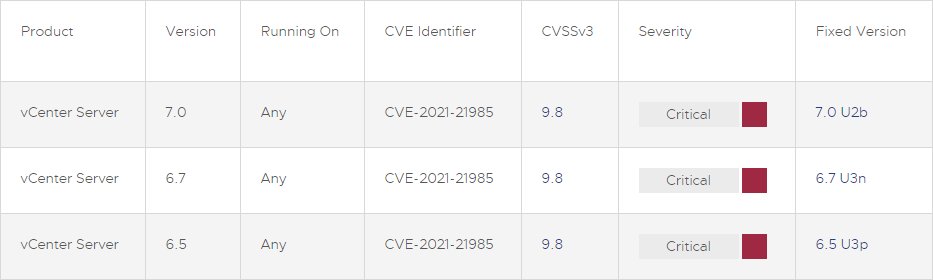 Product Version Running On CVE Identifier CVSSv3 Severity Fixed Version
vCenter Server 7.0 Any CVE-2021-21985 9.8 Critical 7.0 U2b
vCenter Server 6.7 Any CVE-2021-21985 9.8 Critical 6.7 U3n
vCenter Server 6.5 Any CVE-2021-21985 9.8 Critical 6.5 U3p